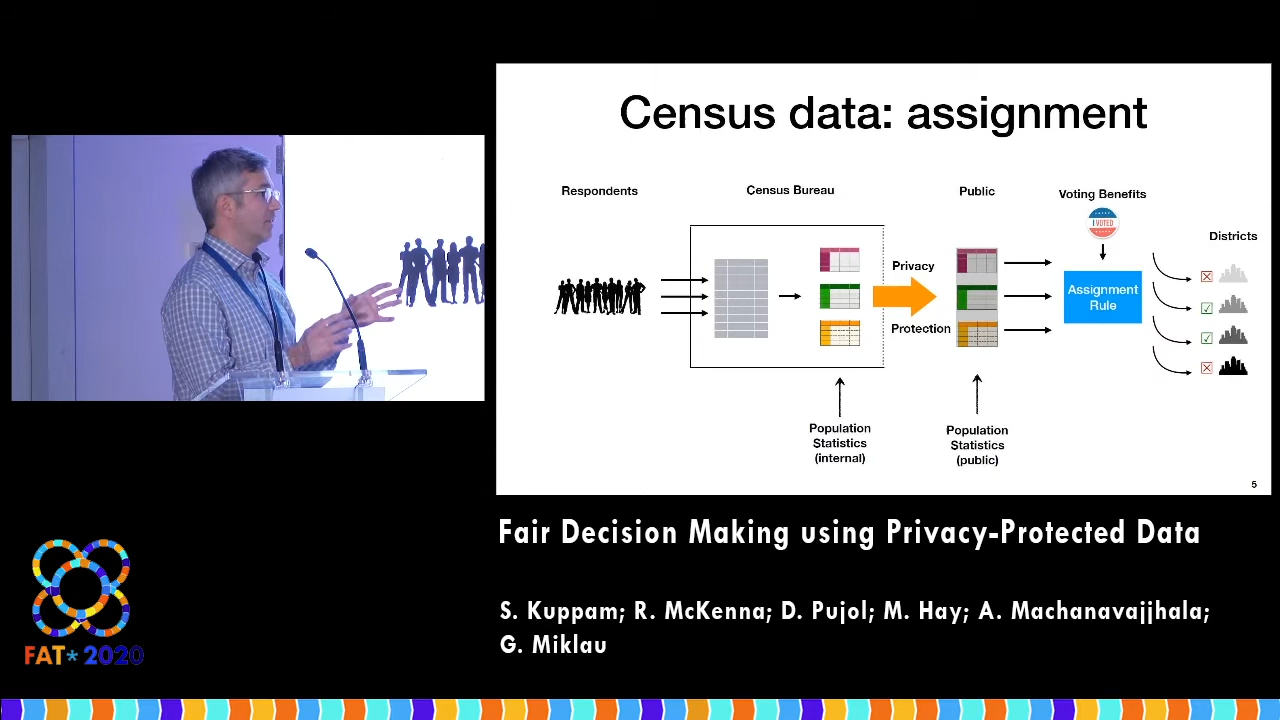 Census data: assignment
Respondents
Census Bureau
Public
Voting Benefits
I VOTED
Districts
Privacy
Protection
Assignment
Rule
Population
Statistics
(internal)
Population
Statistics
(public)
5
Fair Decision Making using Privacy-Protected Data
S. Kuppam; R. McKenna; D. Pujol; M. Hay; A. Machanavajjhala;
G. Miklau
FAT* 2020